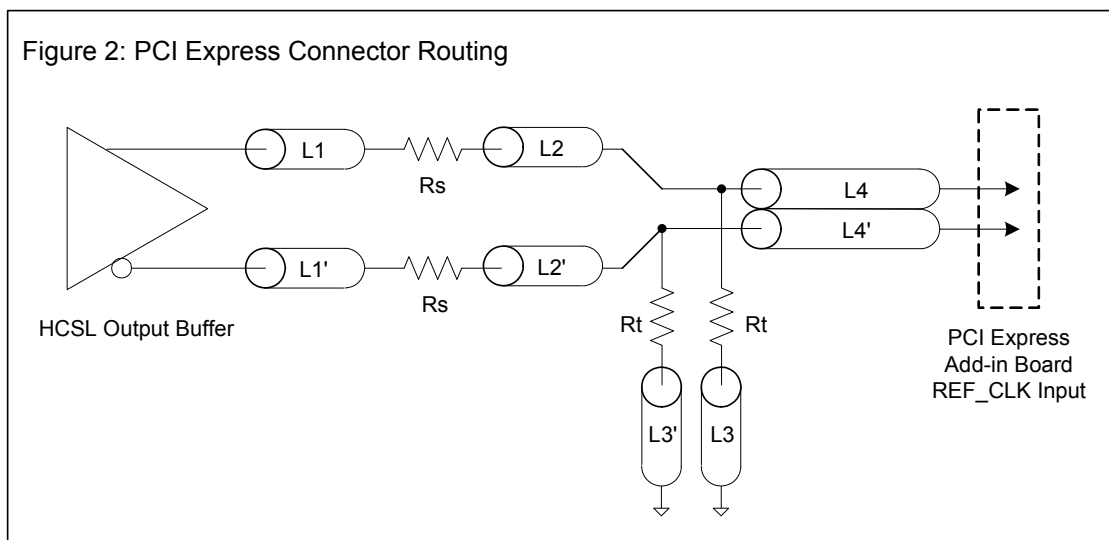 Figure 2: PCI Express Connector Routing
L1
Rs
L2
L4
L4'
L1'
Rs
L2'
HCSL Output Buffer
Rt
Rt
L3'
L3
PCI Express
Add-in Board
REF_CLK Input